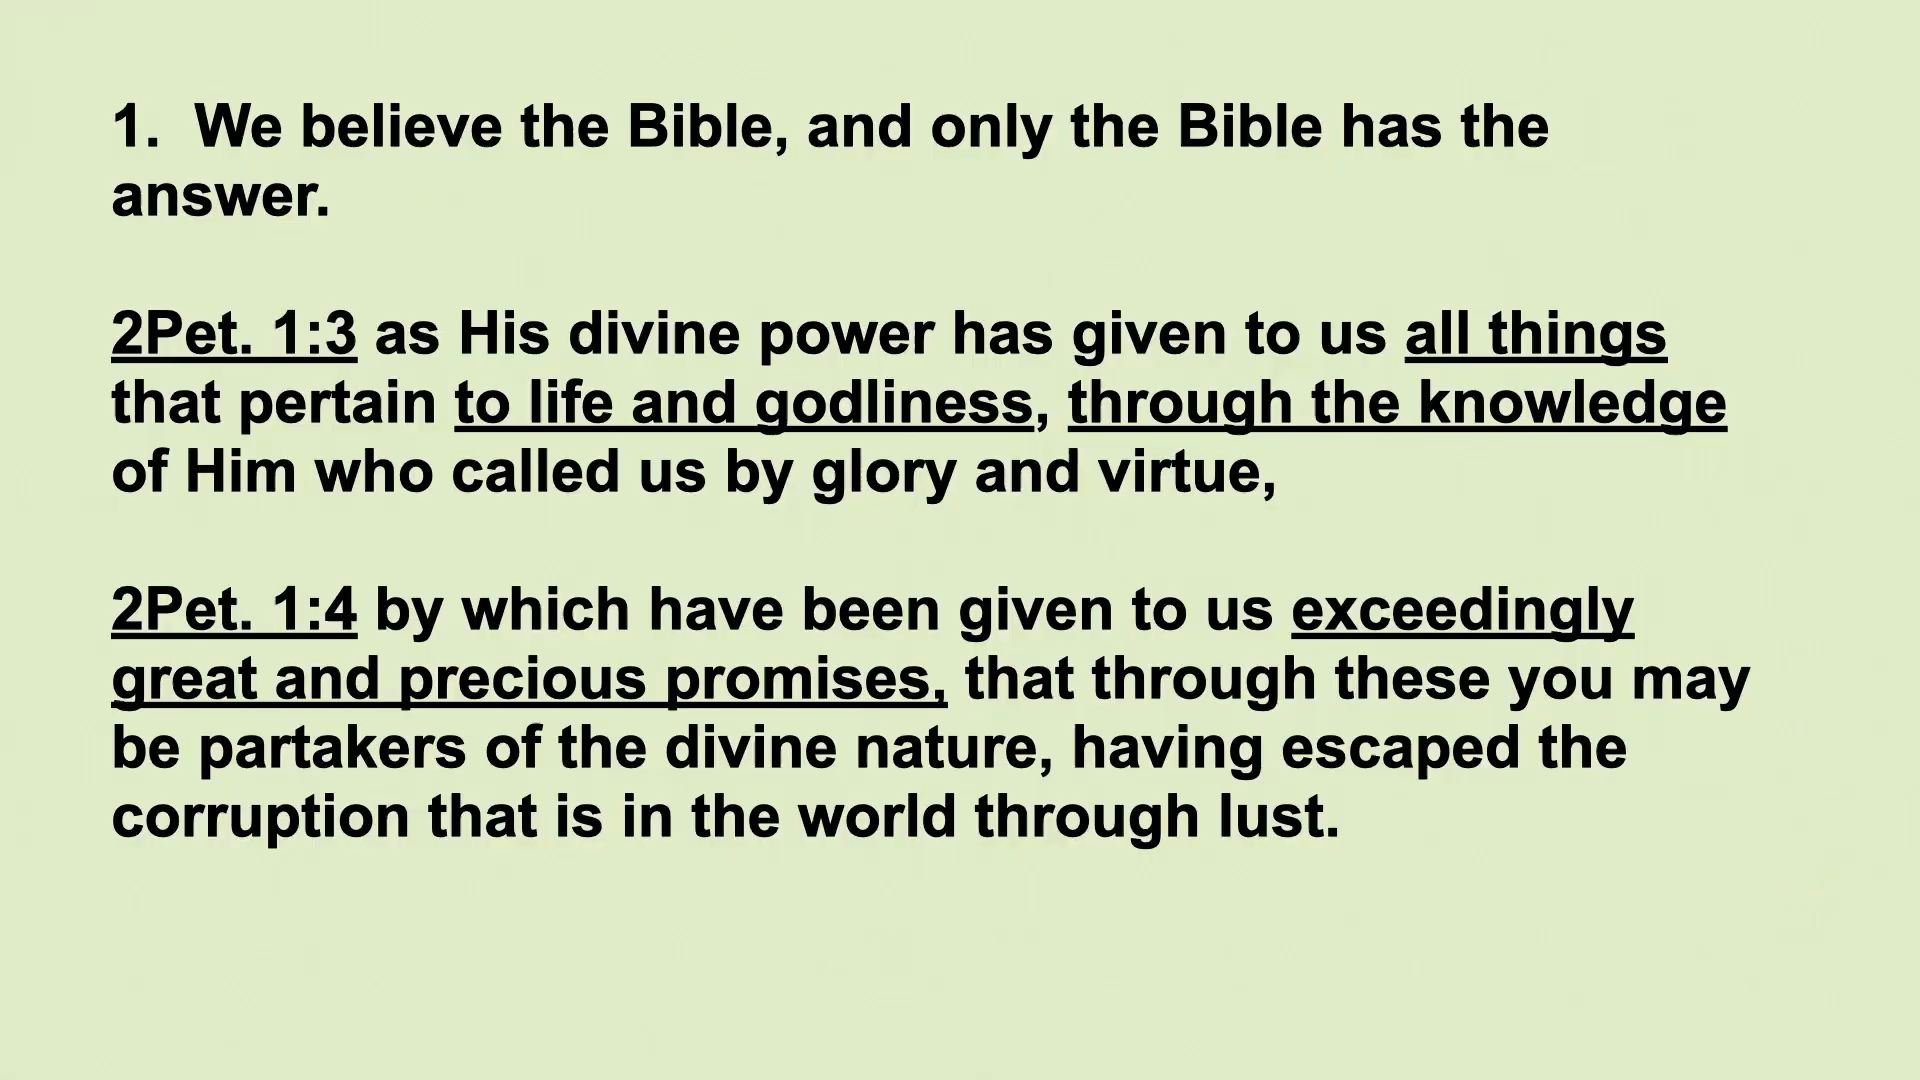 1.  We believe the Bible, and only the Bible has the
answer.
2Pet. 1:3 as His divine power has given to us all things
that pertain to life and godliness, through the knowledge
of Him who called us by glory and virtue,
2Pet. 1:4 by which have been given to us exceedingly
great and precious promises, that through these you may
be partakers of the divine nature, having escaped the
corruption that is in the world through lust.